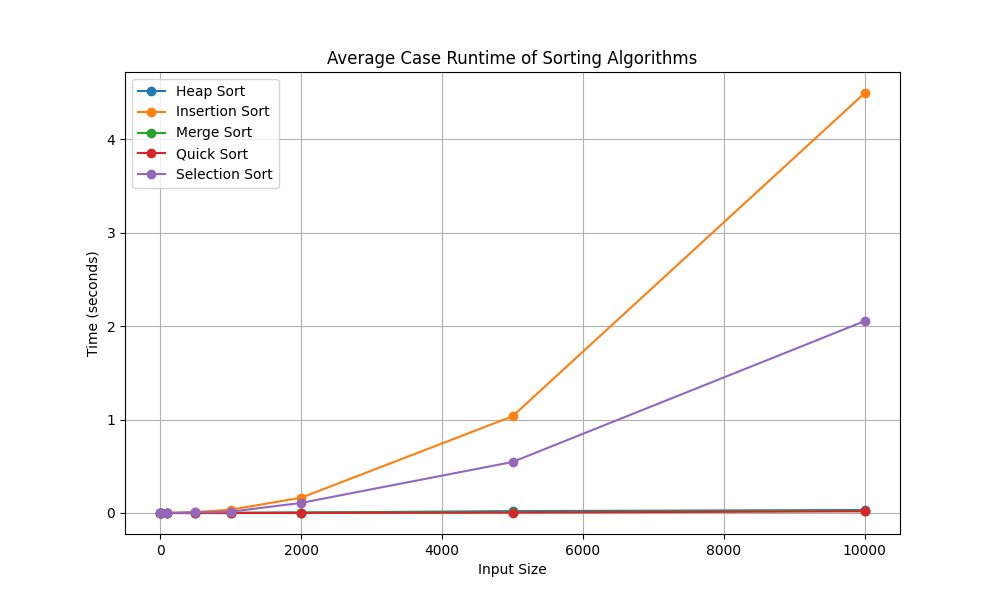 Average Case Runtime of Sorting Algorithms
Heap Sort
Insertion Sort
Merge Sort
Quick Sort
Selection Sort
Time (seconds)
4
3
2
1
0
0 2000 4000 6000 8000 10000
Input Size